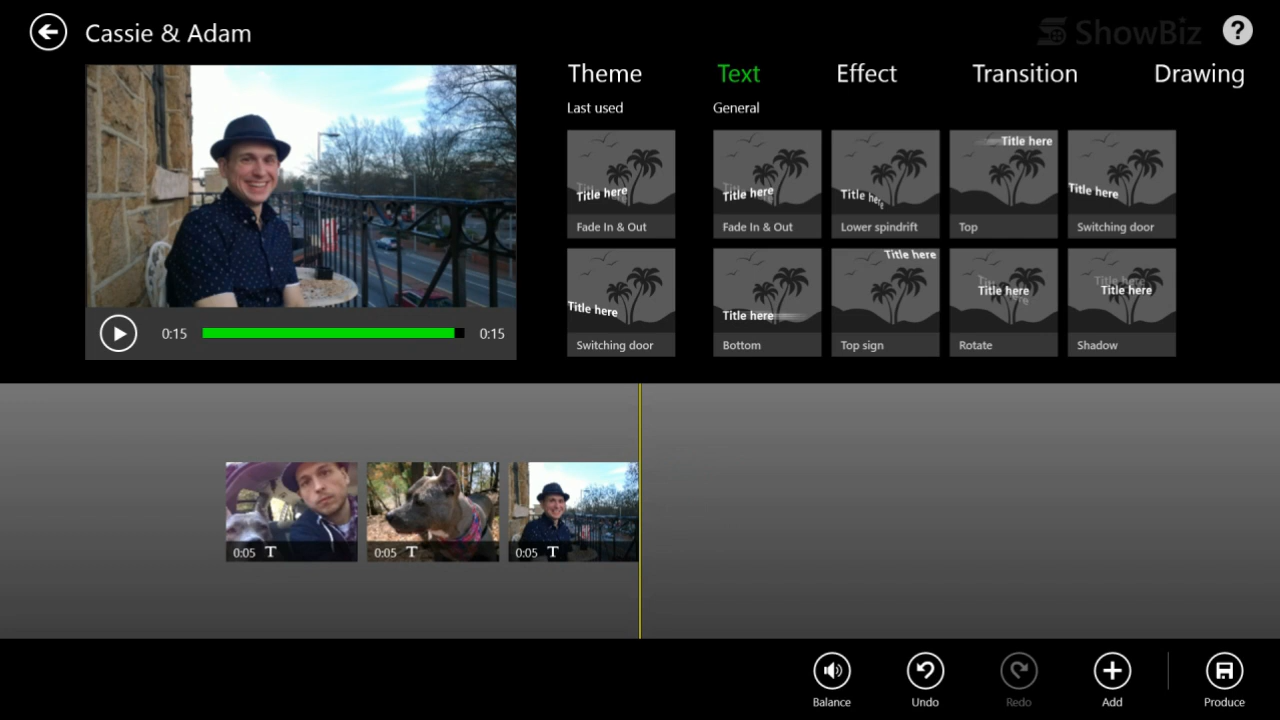 Cassie & Adam
ShowBiz
?
Theme Text Effect Transition Drawing
Last used General
Title here Title here Title here Title here Title here
Fade In & Out Fade In & Out Lower spindrift Top Switching door
Title here Title here Title here Title here Title here
Switching door Bottom Top sign Rotate Shadow
0:15 0:15
0:05 T 0:05 T 0:05 T
Balance Undo Redo Add Produce